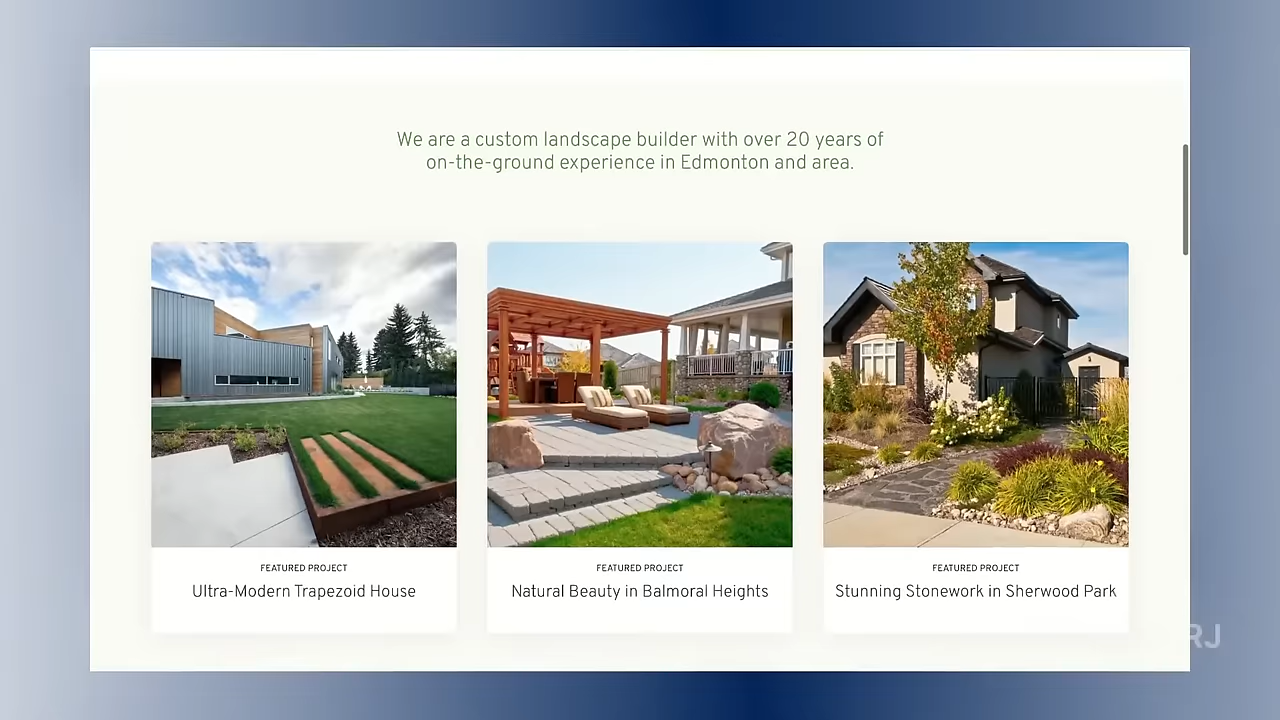 We are a custom landscape builder with over 20 years of
on-the-ground experience in Edmonton and area.
FEATURED PROJECT
Ultra-Modern Trapezoid House
FEATURED PROJECT
Natural Beauty in Balmoral Heights
FEATURED PROJECT
Stunning Stonework in Sherwood Park
RJ